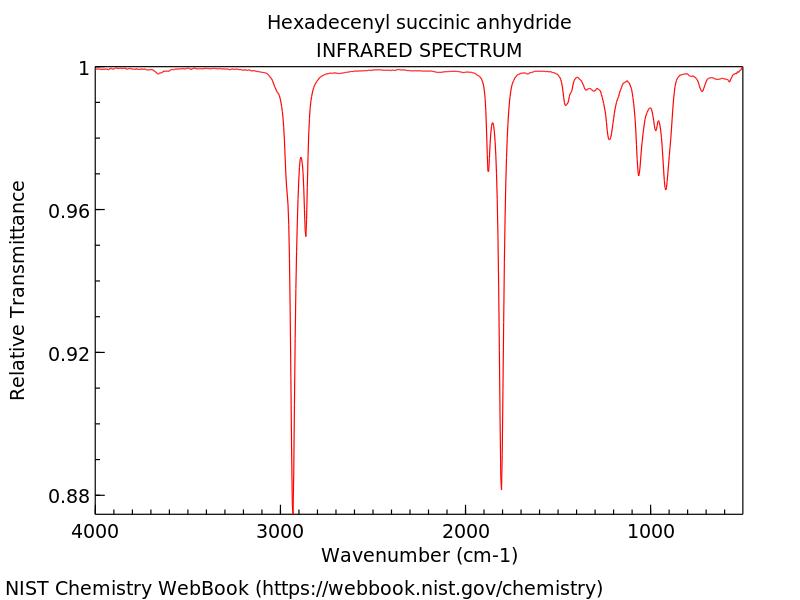 Hexadecenyl succinic anhydride
INFRARED SPECTRUM
1
0.96
0.92
0.88
Relative Transmittance
4000 3000 2000 1000
Wavenumber (cm-1)
NIST Chemistry WebBook (https://webbook.nist.gov/chemistry)